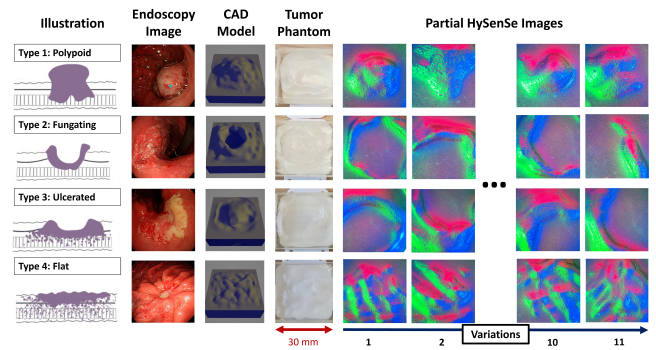 Illustration
Endoscopy
Image
CAD
Model
Tumor
Phantom
Partial HySenSe Images
Type 1: Polypoid
Type 2: Fungating
Type 3: Ulcerated
Type 4: Flat
30 mm
1
2
Variations
10
11